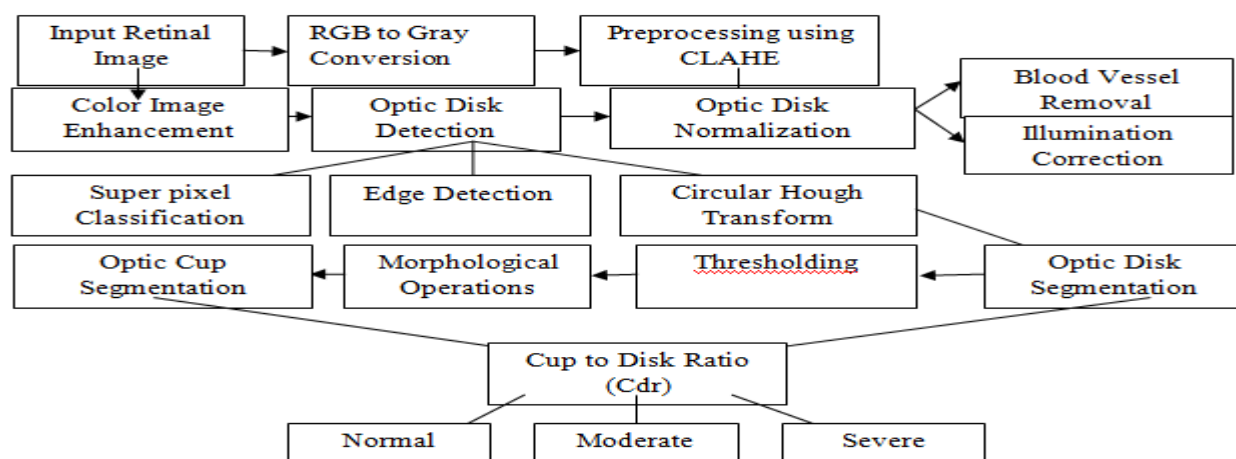 Input Retinal
Image
RGB to Gray
Conversion
Preprocessing using
CLAHE
Blood Vessel
Removal
Color Image
Enhancement
Optic Disk
Detection
Optic Disk
Normalization
Illumination
Correction
Super pixel
Classification
Edge Detection
Circular Hough
Transform
Optic Cup
Segmentation
Morphological
Operations
Thresholding
Optic Disk
Segmentation
Cup to Disk Ratio
(Cdr)
Normal
Moderate
Severe